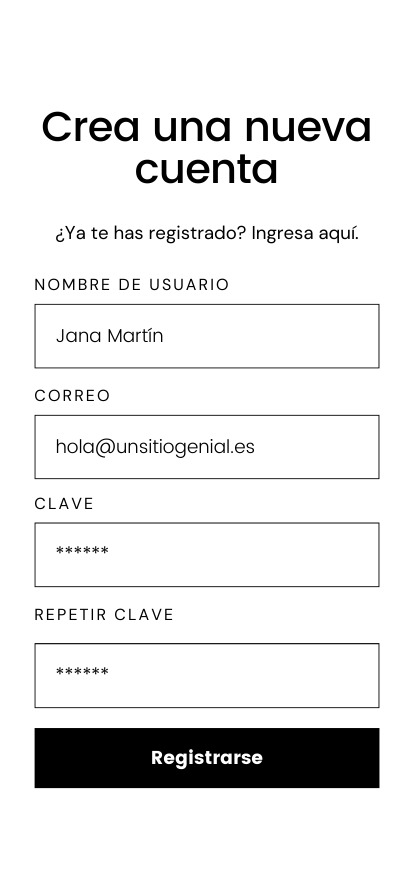 Crea una nueva
cuenta
¿Ya te has registrado? Ingresa aquí.
NOMBRE DE USUARIO
Jana Martín
CORREO
hola@unsitiogenial.es
CLAVE
******
REPETIR CLAVE
******
Registrarse